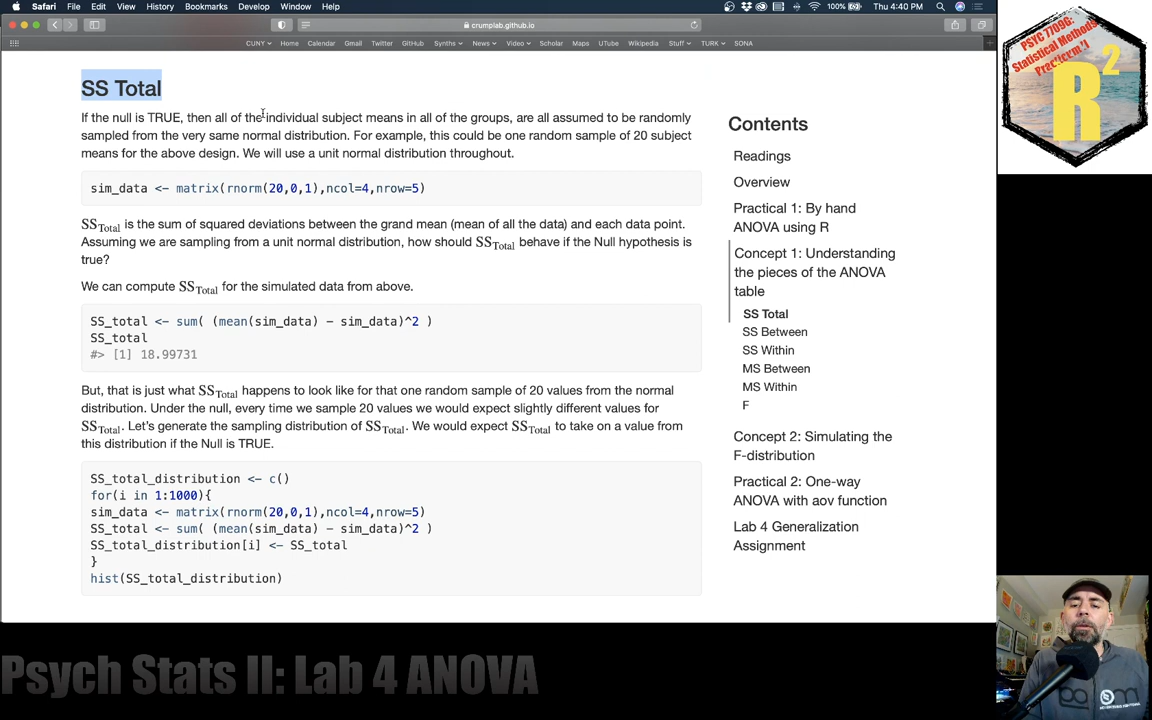 Safari File Edit View History Bookmarks Develop Window Help 100% Thu 4:40 PM
crumplab.github.io
CUNY Home Calendar Gmail Twitter GitHub Synths News Video Scholar Maps UTube Wikipedia Stuff TURK SONA
PSYC 7709G:
Statistical Methods
Practicum I
R2
SS Total
If the null is TRUE, then all of the individual subject means in all of the groups, are all assumed to be randomly
sampled from the very same normal distribution. For example, this could be one random sample of 20 subject
means for the above design. We will use a unit normal distribution throughout.
sim_data <- matrix(rnorm(20,0,1),ncol=4,nrow=5)
SSTotal is the sum of squared deviations between the grand mean (mean of all the data) and each data point.
Assuming we are sampling from a unit normal distribution, how should SSTotal behave if the Null hypothesis is
true?
We can compute SSTotal for the simulated data from above.
SS_total <- sum( (mean(sim_data) - sim_data)^2 )
SS_total
#> [1] 18.99731
But, that is just what SSTotal happens to look like for that one random sample of 20 values from the normal
distribution. Under the null, every time we sample 20 values we would expect slightly different values for
SSTotal. Let's generate the sampling distribution of SSTotal. We would expect SSTotal to take on a value from
this distribution if the Null is TRUE.
SS_total_distribution <- c()
for(i in 1:1000){
sim_data <- matrix(rnorm(20,0,1),ncol=4,nrow=5)
SS_total <- sum( (mean(sim_data) - sim_data)^2 )
SS_total_distribution[i] <- SS_total
}
hist(SS_total_distribution)
Contents
Readings
Overview
Practical 1: By hand
ANOVA using R
Concept 1: Understanding
the pieces of the ANOVA
table
SS Total
SS Between
SS Within
MS Between
MS Within
F
Concept 2: Simulating the
F-distribution
Practical 2: One-way
ANOVA with aov function
Lab 4 Generalization
Assignment
Psych Stats II: Lab 4 ANOVA